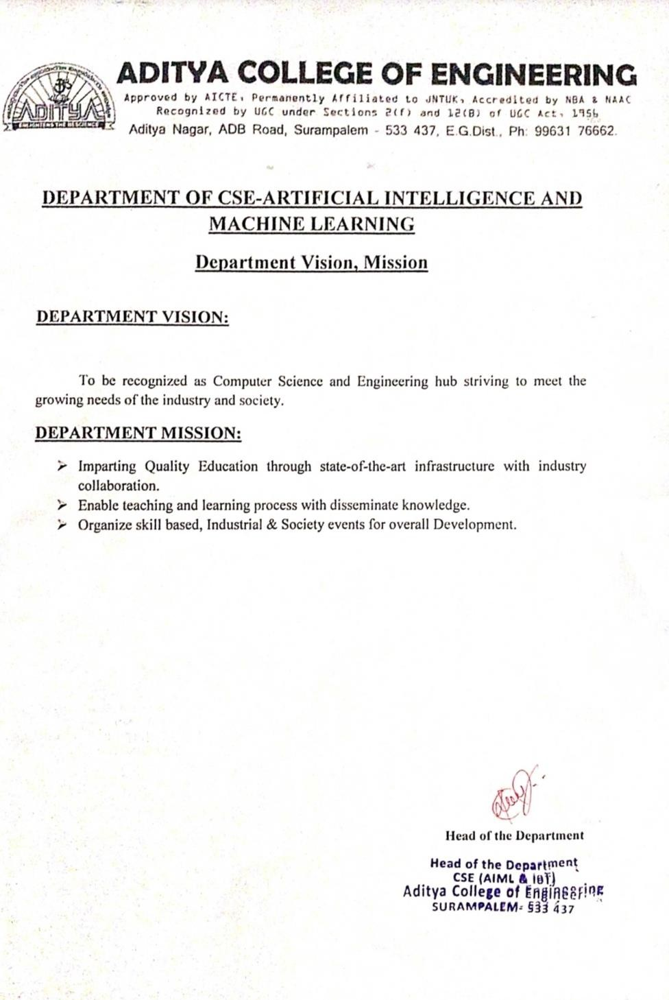 ADITYA
ADITYA COLLEGE OF ENGINEERING
Approved by AICTE, Permanently Affiliated to JNTUK, Accredited by NBA & NAAC
Recognized by UGC under Sections 2(f) and 12(B) of UGC Act, 1956
Aditya Nagar, ADB Road, Surampalem - 533 437, E.G.Dist., Ph: 99631 76662.
DEPARTMENT OF CSE-ARTIFICIAL INTELLIGENCE AND
MACHINE LEARNING
Department Vision, Mission
DEPARTMENT VISION:
To be recognized as Computer Science and Engineering hub striving to meet the
growing needs of the industry and society.
DEPARTMENT MISSION:
➢ Imparting Quality Education through state-of-the-art infrastructure with industry
collaboration.
➢ Enable teaching and learning process with disseminate knowledge.
➢ Organize skill based, Industrial & Society events for overall Development.
Head of the Department
Head of the Department
CSE (AIML & IoT)
Aditya College of Engineering
SURAMPALEM- 533 437